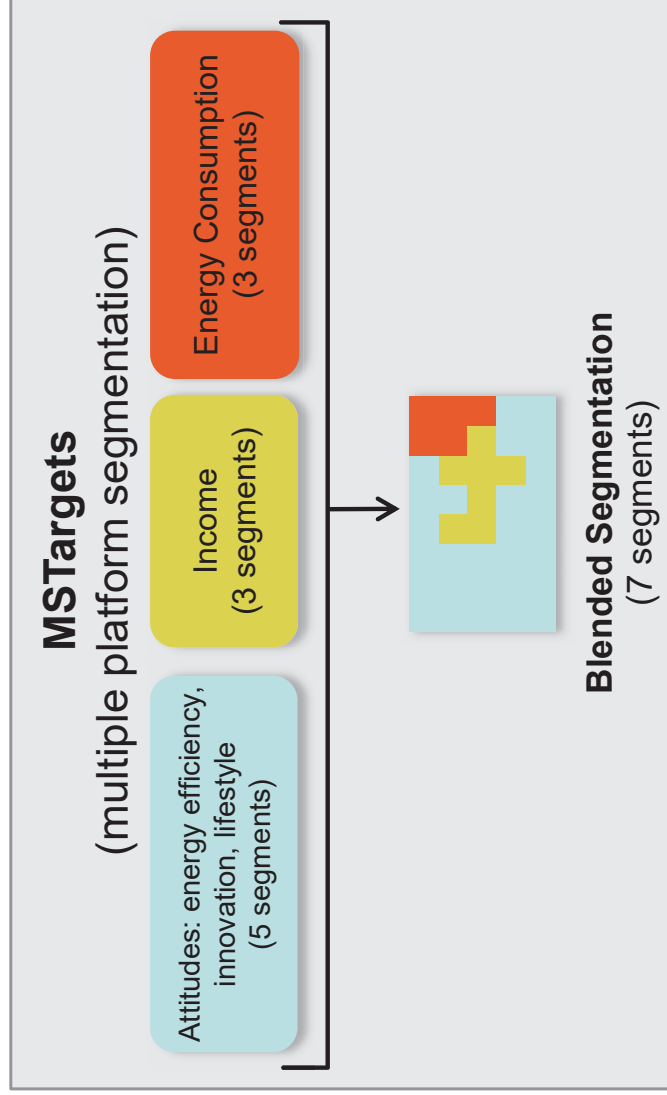 MSTargets
(multiple platform segmentation)
Attitudes: energy efficiency,
innovation, lifestyle
(5 segments)
Income
(3 segments)
Energy Consumption
(3 segments)
Blended Segmentation
(7 segments)